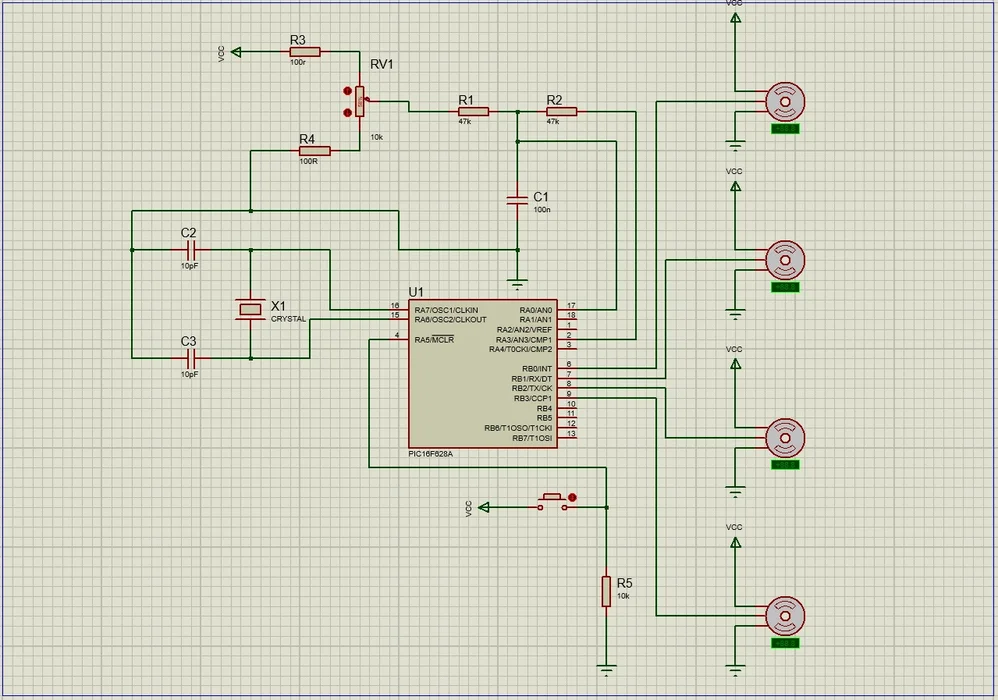 VCC
VCC
R3
100r
RV1
10k
R1
47k
R2
47k
R4
100R
C1
100n
VCC
C2
10pF
X1
CRYSTAL
C3
10pF
U1
16
RA7/OSC1/CLKIN
15
RA6/OSC2/CLKOUT
4
RA5/MCLR
RA0/AN0
17
RA1/AN1
18
RA2/AN2/VREF
1
RA3/AN3/CMP1
2
RA4/T0CKI/CMP2
3
RB0/INT
6
RB1/RX/DT
7
RB2/TX/CK
8
RB3/CCP1
9
RB4
10
RB5
11
RB6/T1OSO/T1CKI
12
RB7/T1OSI
13
PIC16F628A
VCC
VCC
VCC
R5
10k